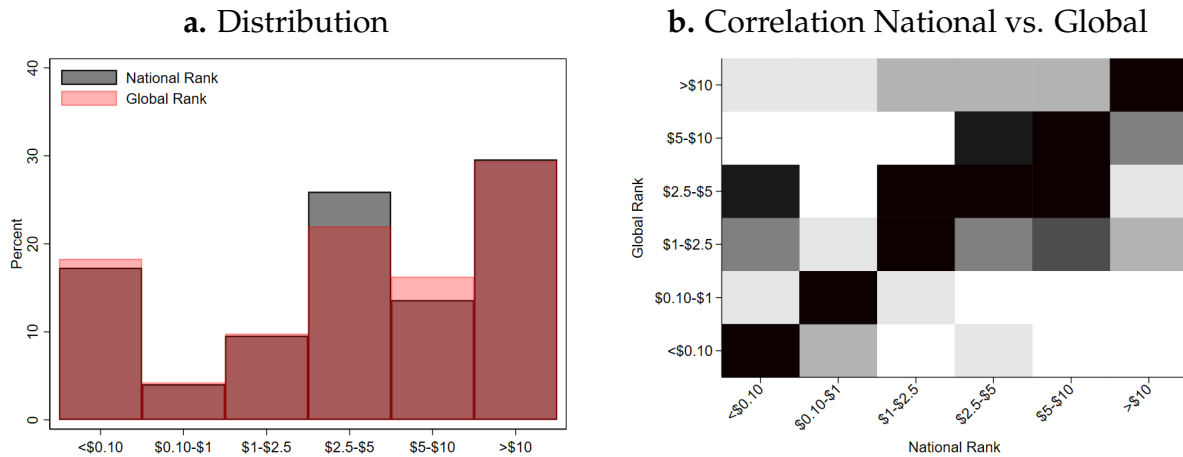 a. Distribution
National Rank
Global Rank
Percent
40
30
20
10
0
<$0.10 $0.10-$1 $1-$2.5 $2.5-$5 $5-$10 >$10
b. Correlation National vs. Global
Global Rank
>$10
$5-$10
$2.5-$5
$1-$2.5
$0.10-$1
<$0.10
<$0.10 $0.10-$1 $1-$2.5 $2.5-$5 $5-$10 >$10
National Rank